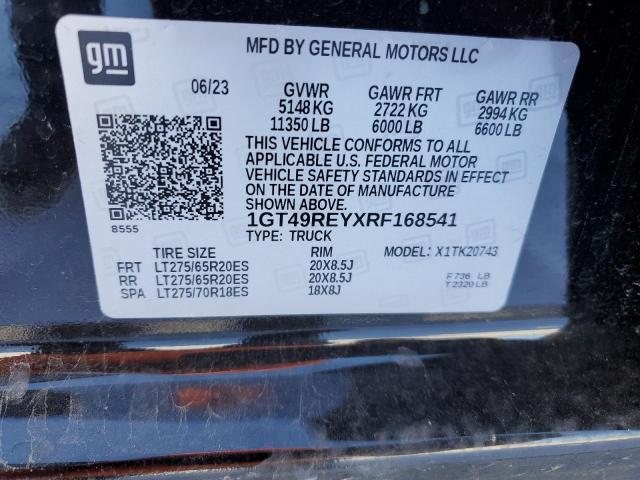 gm
MFD BY GENERAL MOTORS LLC
06/23 GVWR GAWR FRT GAWR RR
5148 KG 2722 KG 2994 KG
11350 LB 6000 LB 6600 LB
THIS VEHICLE CONFORMS TO ALL
APPLICABLE U.S. FEDERAL MOTOR
VEHICLE SAFETY STANDARDS IN EFFECT
ON THE DATE OF MANUFACTURE
SHOWN ABOVE.
8555 1GT49REYXRF168541
TYPE: TRUCK MODEL: X1TK20743
TIRE SIZE RIM
FRT LT275/65R20ES 20X8.5J
RR LT275/65R20ES 20X8.5J
SPA LT275/70R18ES 18X8J
F 736 LB
T 2320 LB